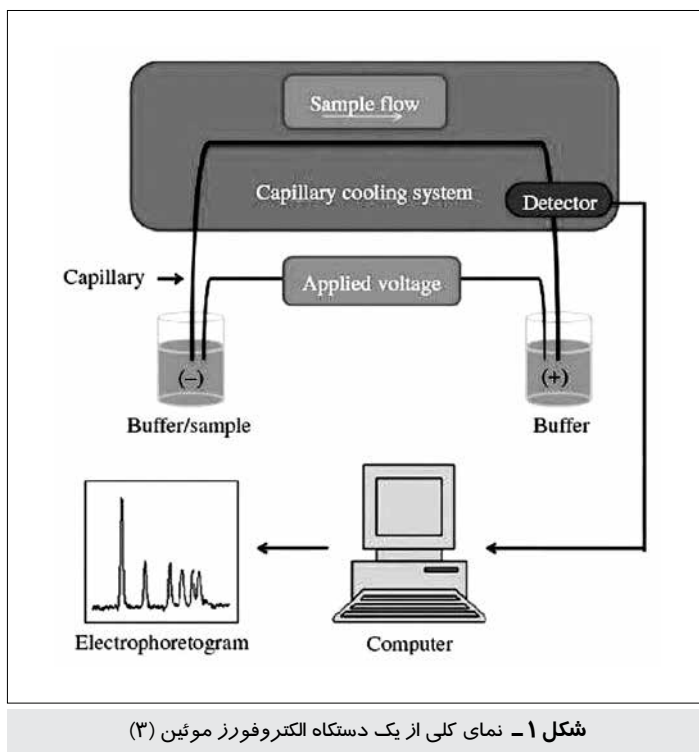 Sample flow
Capillary cooling system
Detector
Capillary
Applied voltage
(–)
(+)
Buffer/sample
Buffer
Electrophoretogram
Computer
شکل ۱ـ نمای کلی از یک دستگاه الکتروفورز موئین (۳)